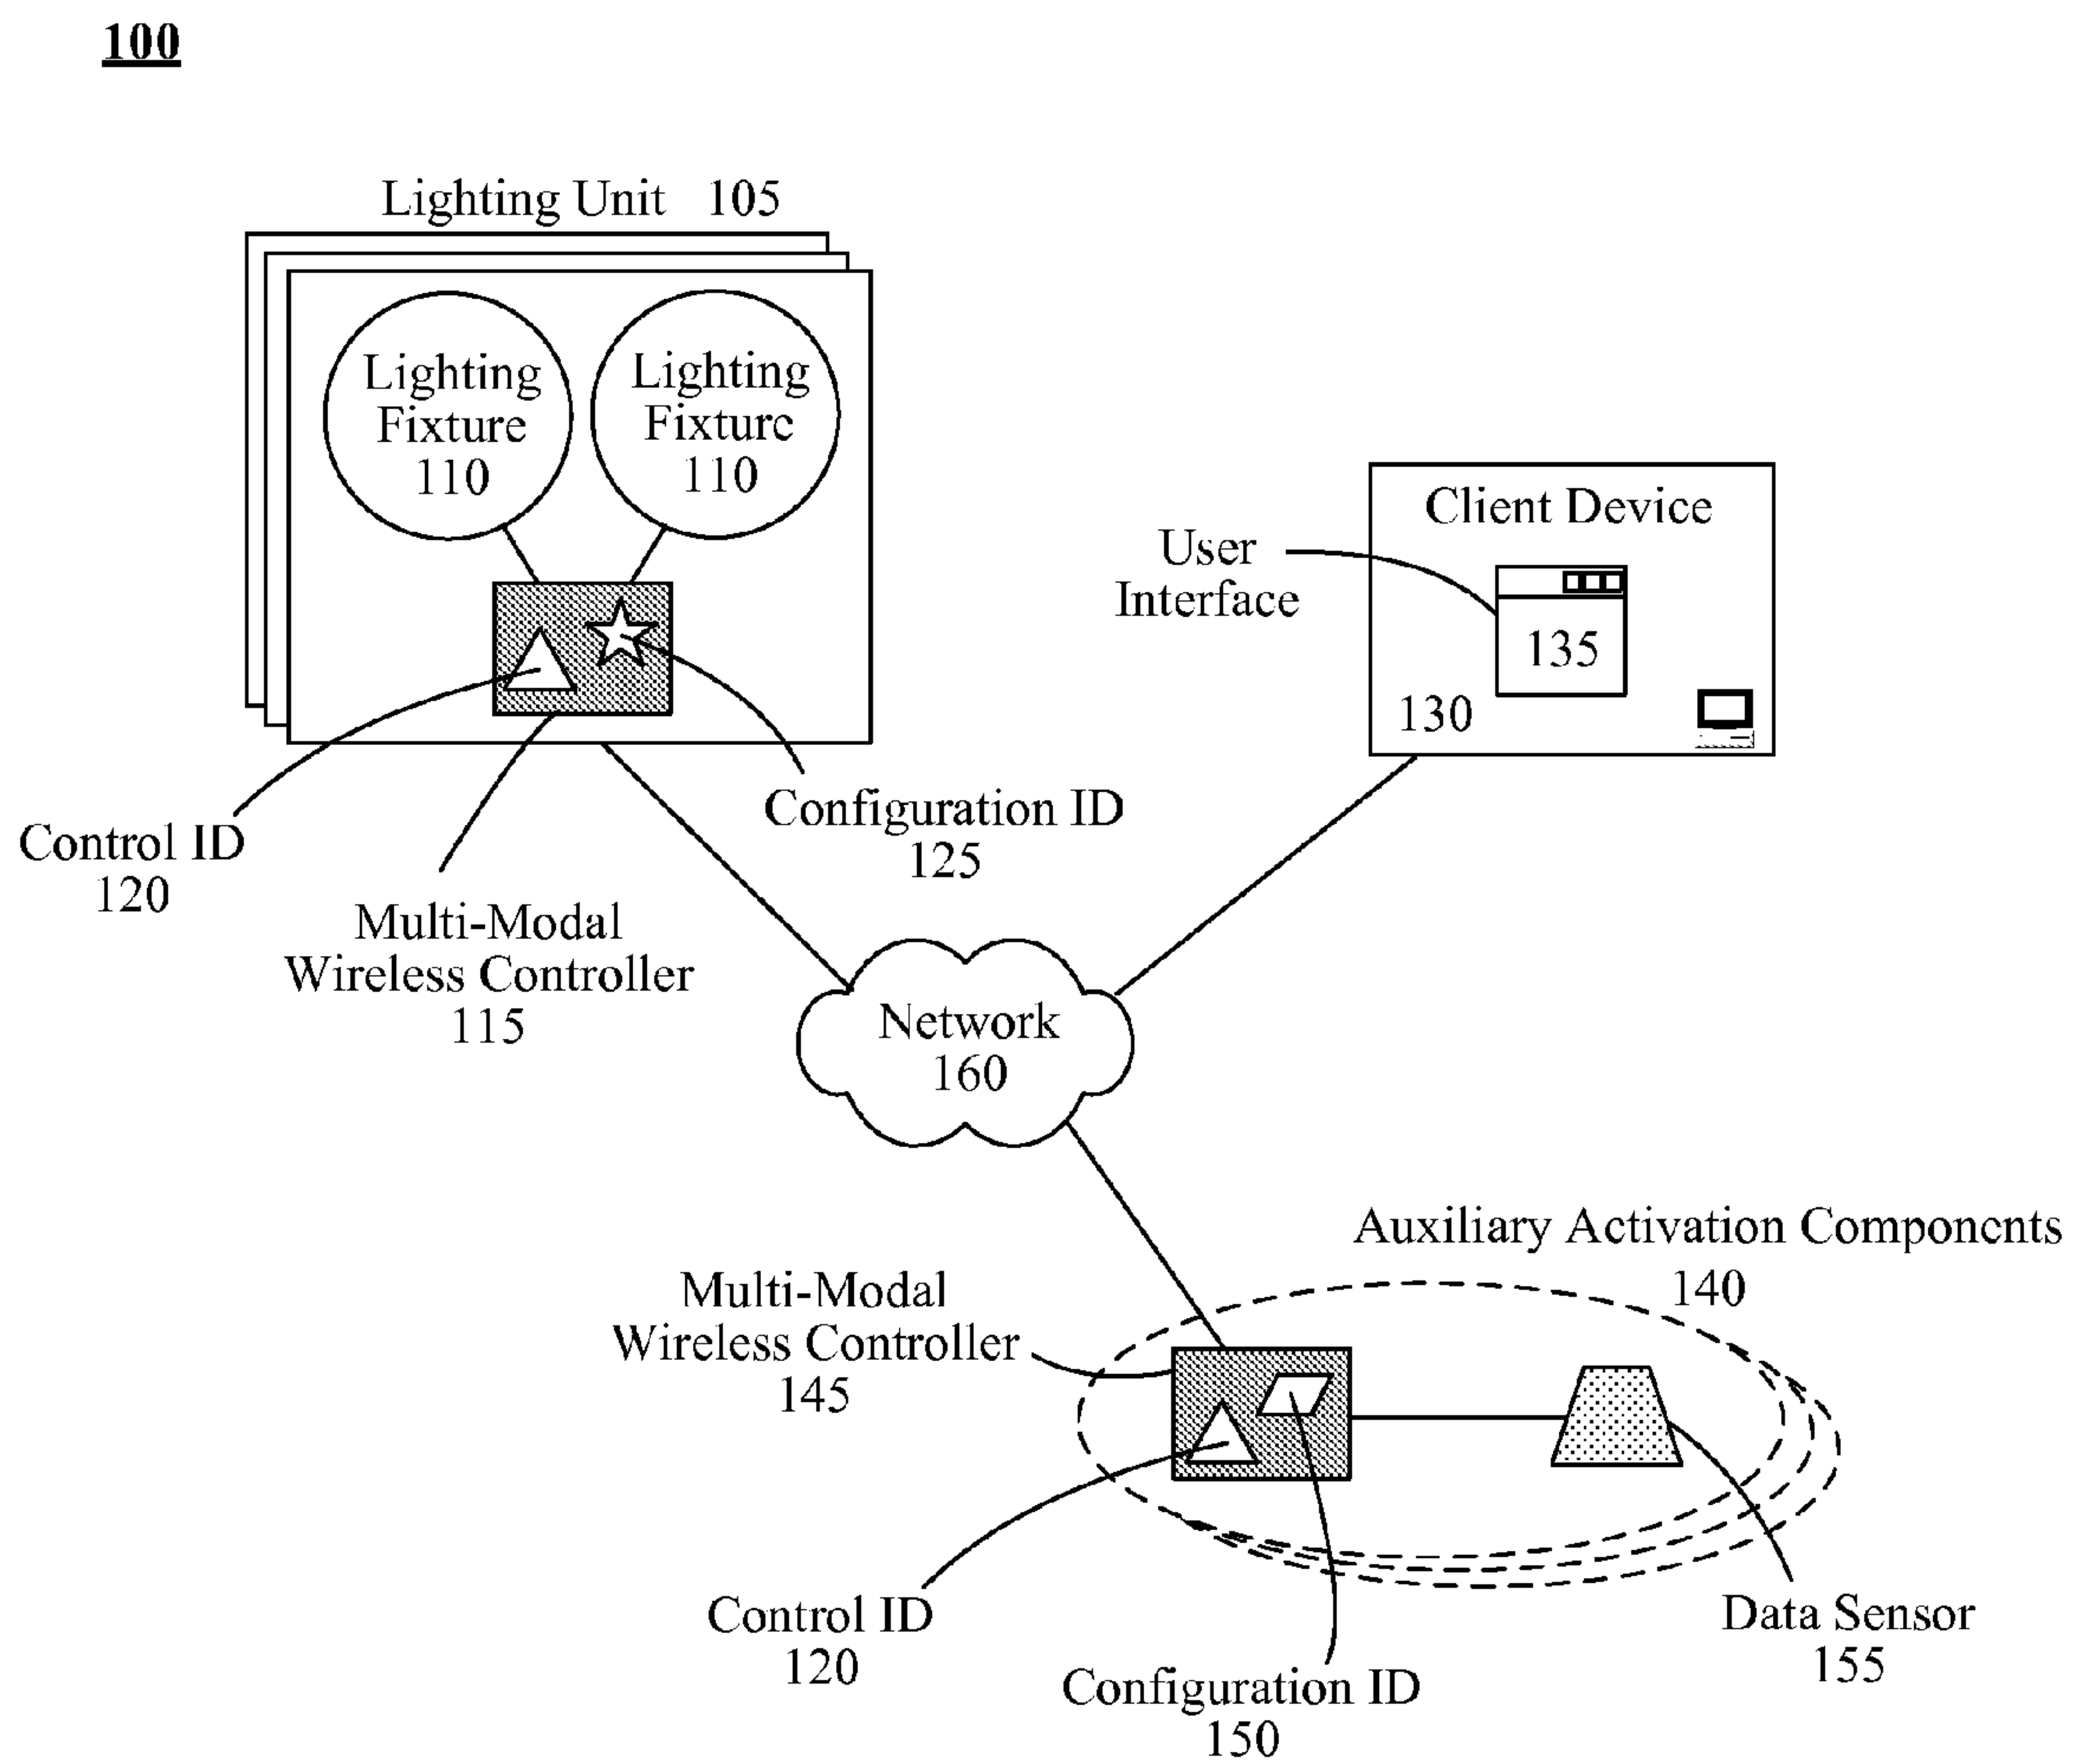 100
Lighting Unit 105
Lighting
Fixture
110
Lighting
Fixture
110
Client Device
User
Interface
135
130
Configuration ID
125
Control ID
120
Multi-Modal
Wireless Controller
115
Network
160
Auxiliary Activation Components
140
Multi-Modal
Wireless Controller
145
Control ID
120
Data Sensor
155
Configuration ID
150